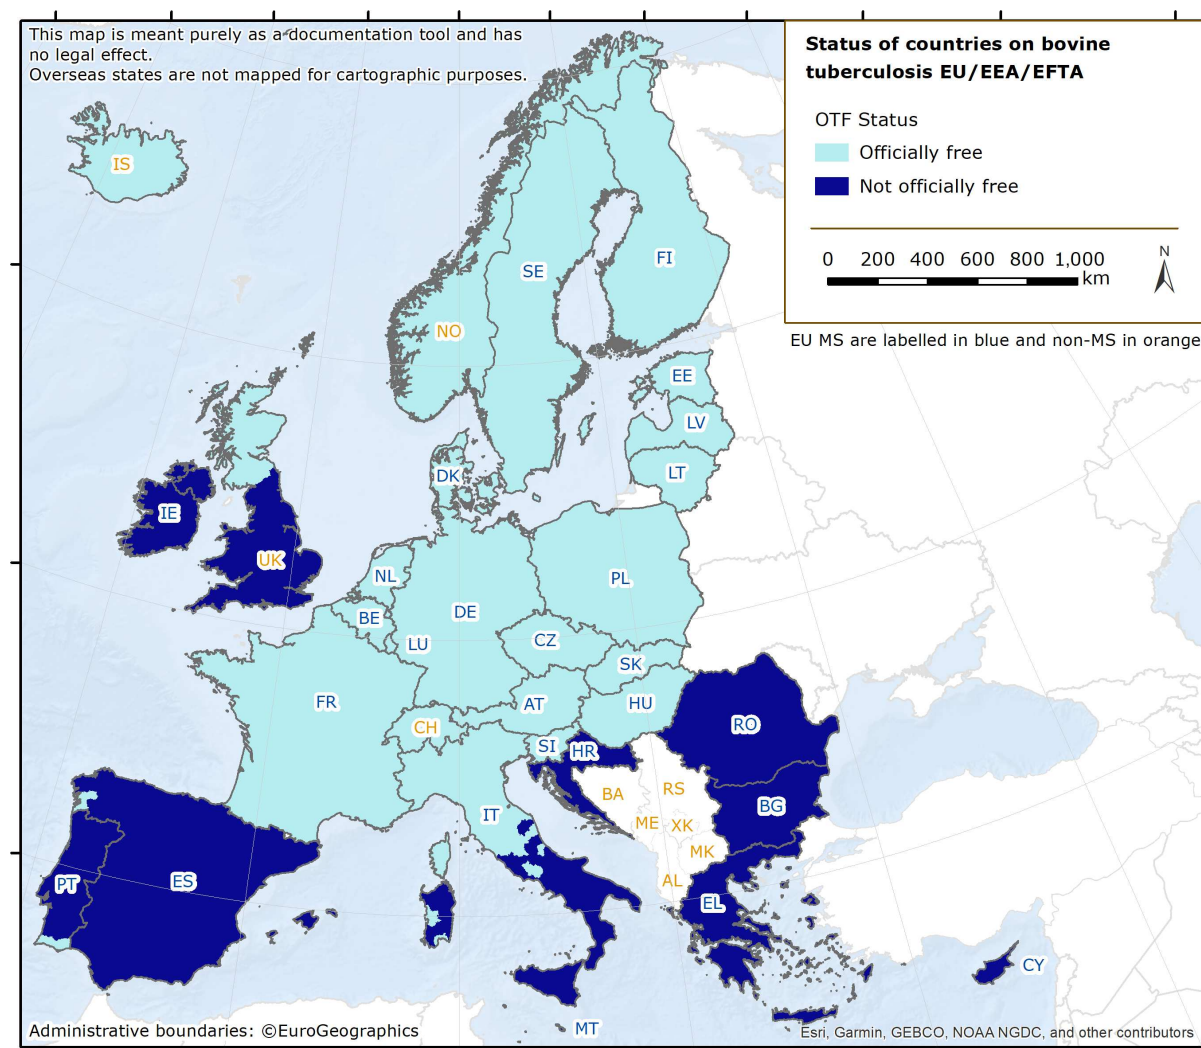 This map is meant purely as a documentation tool and has
no legal effect.
Overseas states are not mapped for cartographic purposes.
Status of countries on bovine
tuberculosis EU/EEA/EFTA
OTF Status
Officially free
Not officially free
0 200 400 600 800 1,000
km
N
EU MS are labelled in blue and non-MS in orange
IS
SE
FI
NO
EE
LV
LT
DK
IE
UK
NL
PL
BE
DE
LU
CZ
SK
FR
AT
HU
CH
RO
SI
HR
BA
RS
BG
IT
ME
XK
MK
PT
ES
AL
EL
CY
MT
Administrative boundaries: ©EuroGeographics
Esri, Garmin, GEBCO, NOAA NGDC, and other contributors